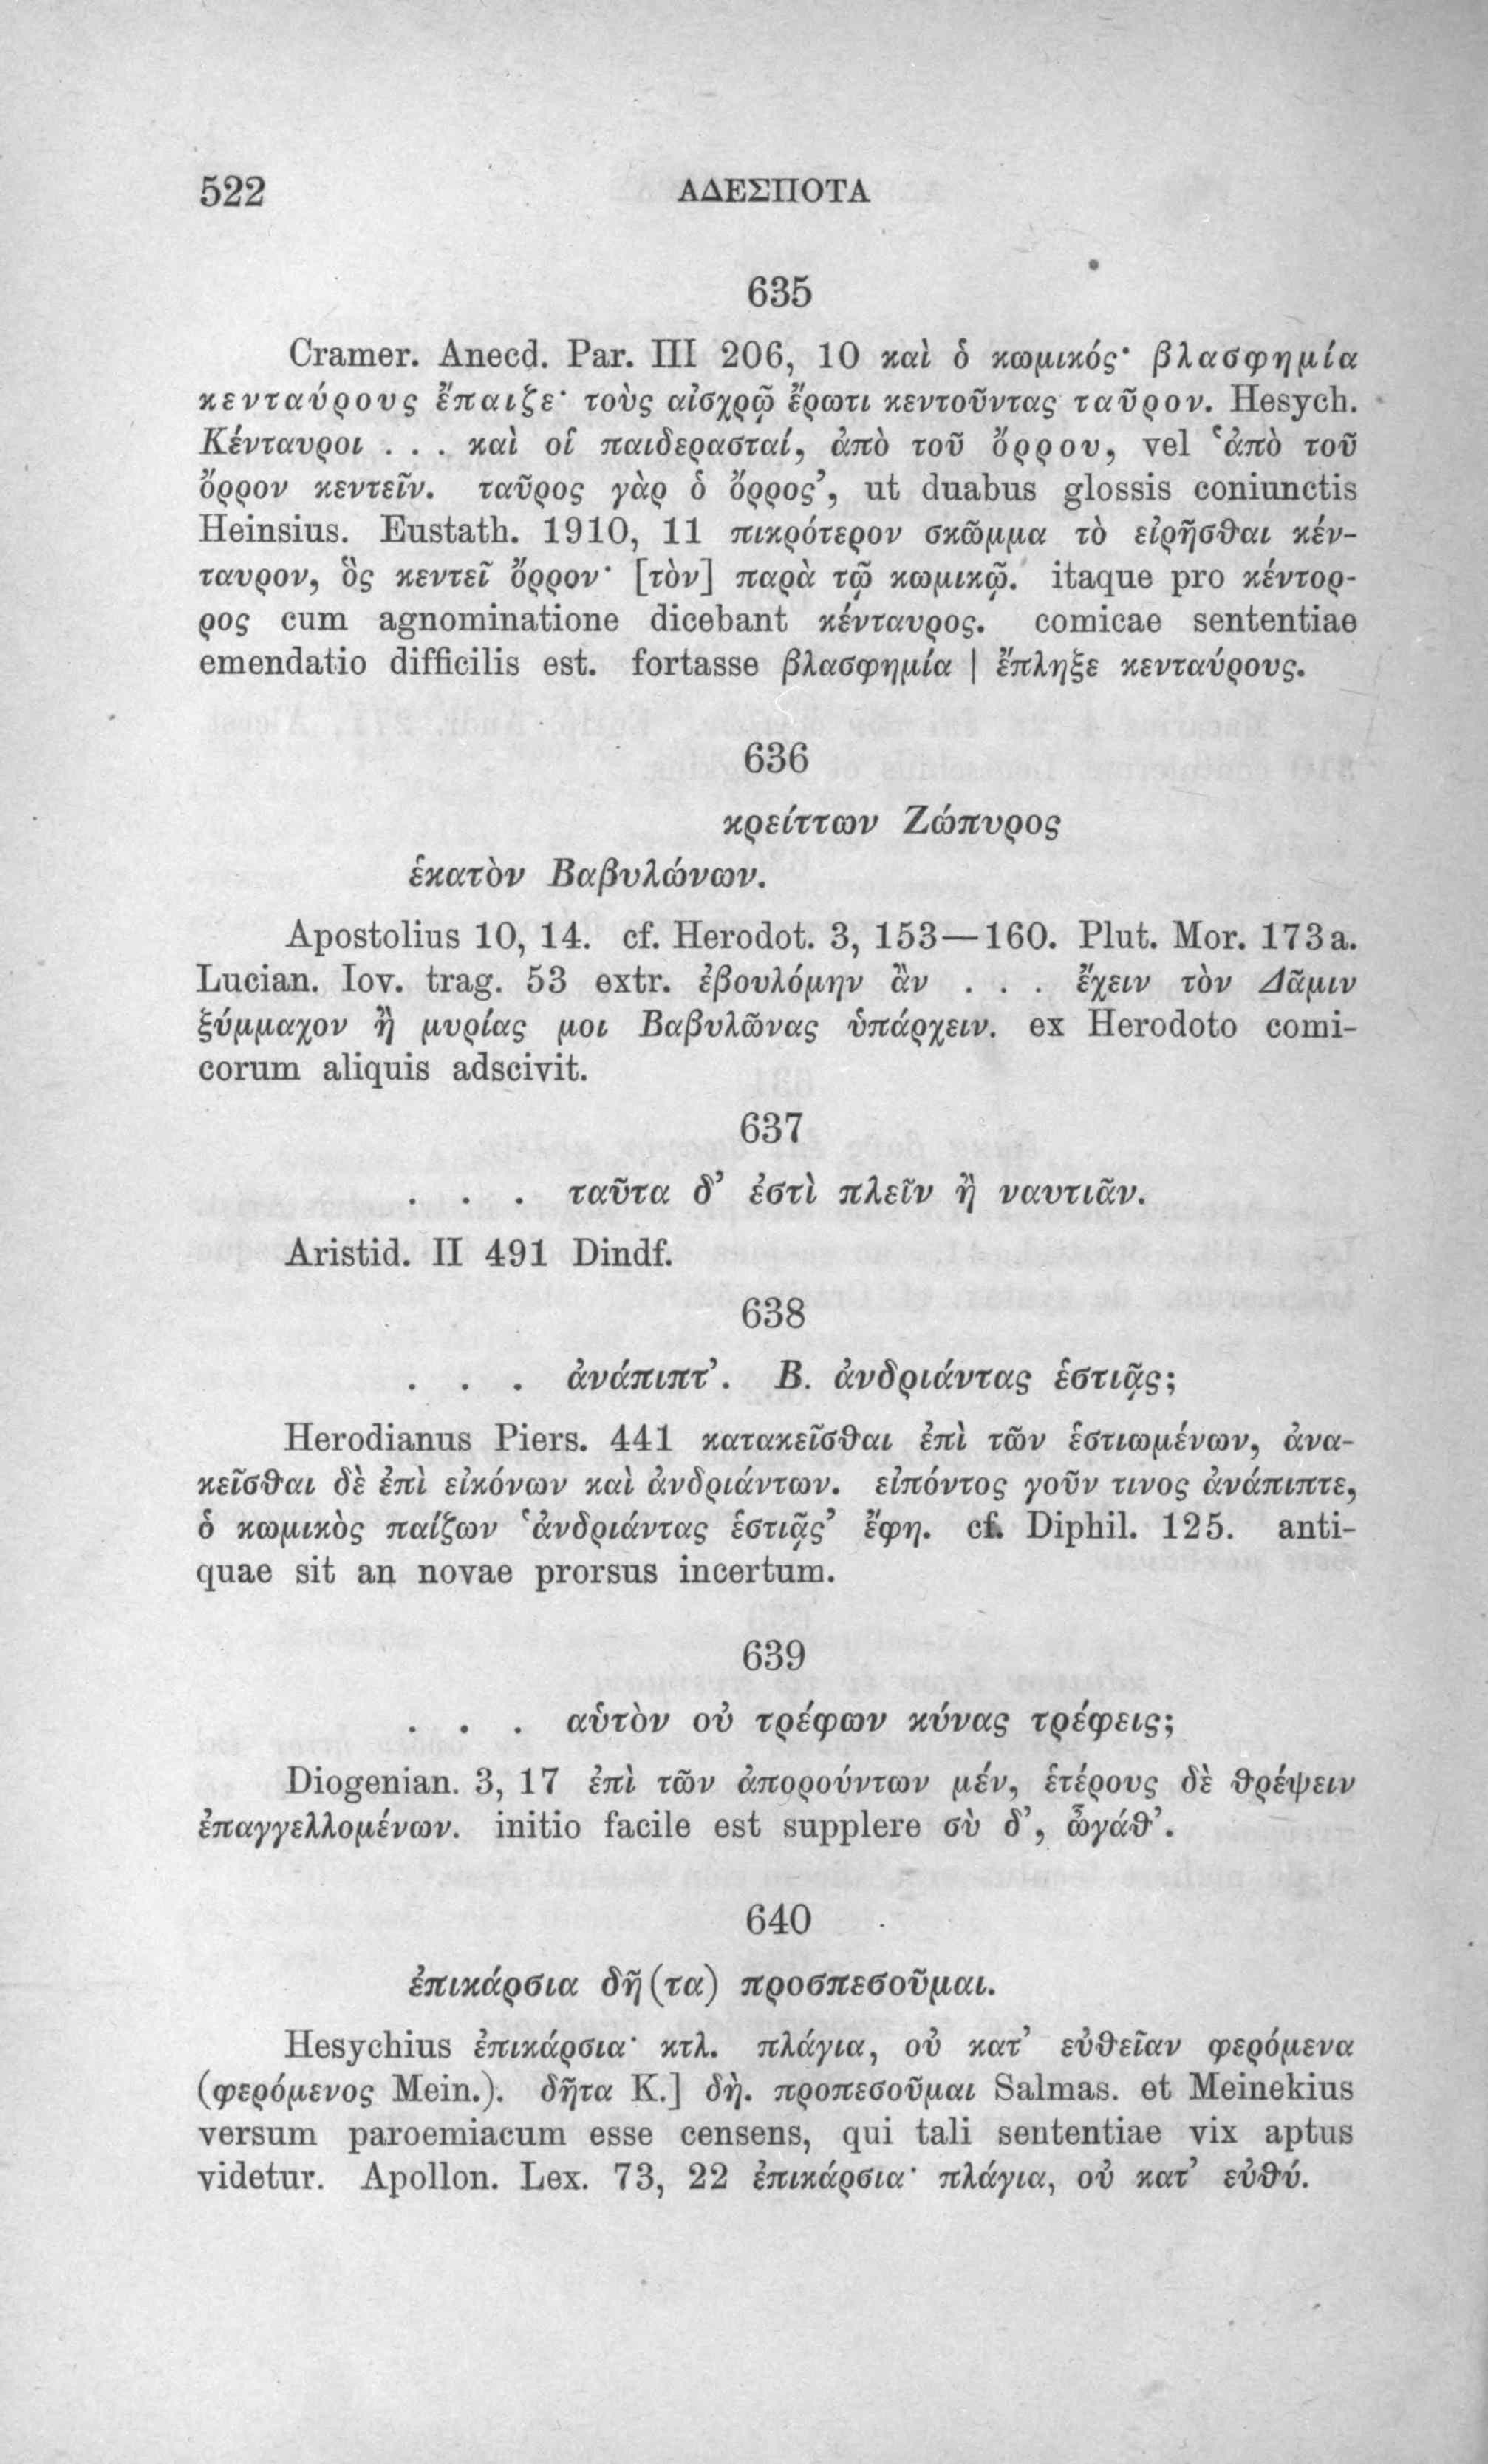 522
ΑΔΕΣΠΟΤΑ
635
Cramer. Anecd. Par. III 206, 10 καὶ ὁ κωμικός· βλασφημία
κενταύρους ἔπαιζε· τοὺς αἰσχρῷ ἔρωτι κεντοῦντας ταῦρον. Hesych.
Κένταυροι . . . καὶ οἱ παιδερασταί, ἀπὸ τοῦ ὄρρου, vel ‘ἀπὸ τοῦ
ὄρρον κεντεῖν. ταῦρος γὰρ ὁ ὄρρος’, ut duabus glossis coniunctis
Heinsius. Eustath. 1910, 11 πικρότερον σκῶμμα τὸ εἰρῆσθαι κέν-
ταυρον, ὃς κεντεῖ ὄρρον· [τὸν] παρὰ τῷ κωμικῷ. itaque pro κέντορ-
ρος cum agnominatione dicebant κένταυρος. comicae sententiae
emendatio difficilis est. fortasse βλασφημία | ἔπληξε κενταύρους.
636
κρείττων Ζώπυρος
ἑκατὸν Βαβυλώνων.
Apostolius 10, 14. cf. Herodot. 3, 153—160. Plut. Mor. 173 a.
Lucian. Iov. trag. 53 extr. ἐβουλόμην ἂν . . . ἔχειν τὸν Δᾶμιν
ξύμμαχον ἢ μυρίας μοι Βαβυλῶνας ὑπάρχειν. ex Herodoto comi-
corum aliquis adscivit.
637
. . . ταῦτα δ’ ἐστὶ πλεῖν ἢ ναυτιᾶν.
Aristid. II 491 Dindf.
638
. . . ἀνάπιπτ’. Β. ἀνδριάντας ἑστιᾷς;
Herodianus Piers. 441 κατακεῖσθαι ἐπὶ τῶν ἑστιωμένων, ἀνα-
κεῖσθαι δὲ ἐπὶ εἰκόνων καὶ ἀνδριάντων. εἰπόντος γοῦν τινος ἀνάπιπτε,
ὁ κωμικὸς παίζων ‘ἀνδριάντας ἑστιᾷς’ ἔφη. cf. Diphil. 125. anti-
quae sit an novae prorsus incertum.
639
. . . αὑτὸν οὐ τρέφων κύνας τρέφεις;
Diogenian. 3, 17 ἐπὶ τῶν ἀπορούντων μέν, ἑτέρους δὲ θρέψειν
ἐπαγγελλομένων. initio facile est supplere σὺ δ’, ὦγάθ’.
640
ἐπικάρσια δῆ(τα) προσπεσοῦμαι.
Hesychius ἐπικάρσια· κτλ. πλάγια, οὐ κατ’ εὐθεῖαν φερόμενα
(φερόμενος Mein.). δῆτα K.] δή. προπεσοῦμαι Salmas. et Meinekius
versum paroemiacum esse censens, qui tali sententiae vix aptus
videtur. Apollon. Lex. 73, 22 ἐπικάρσια· πλάγια, οὐ κατ’ εὐθύ.